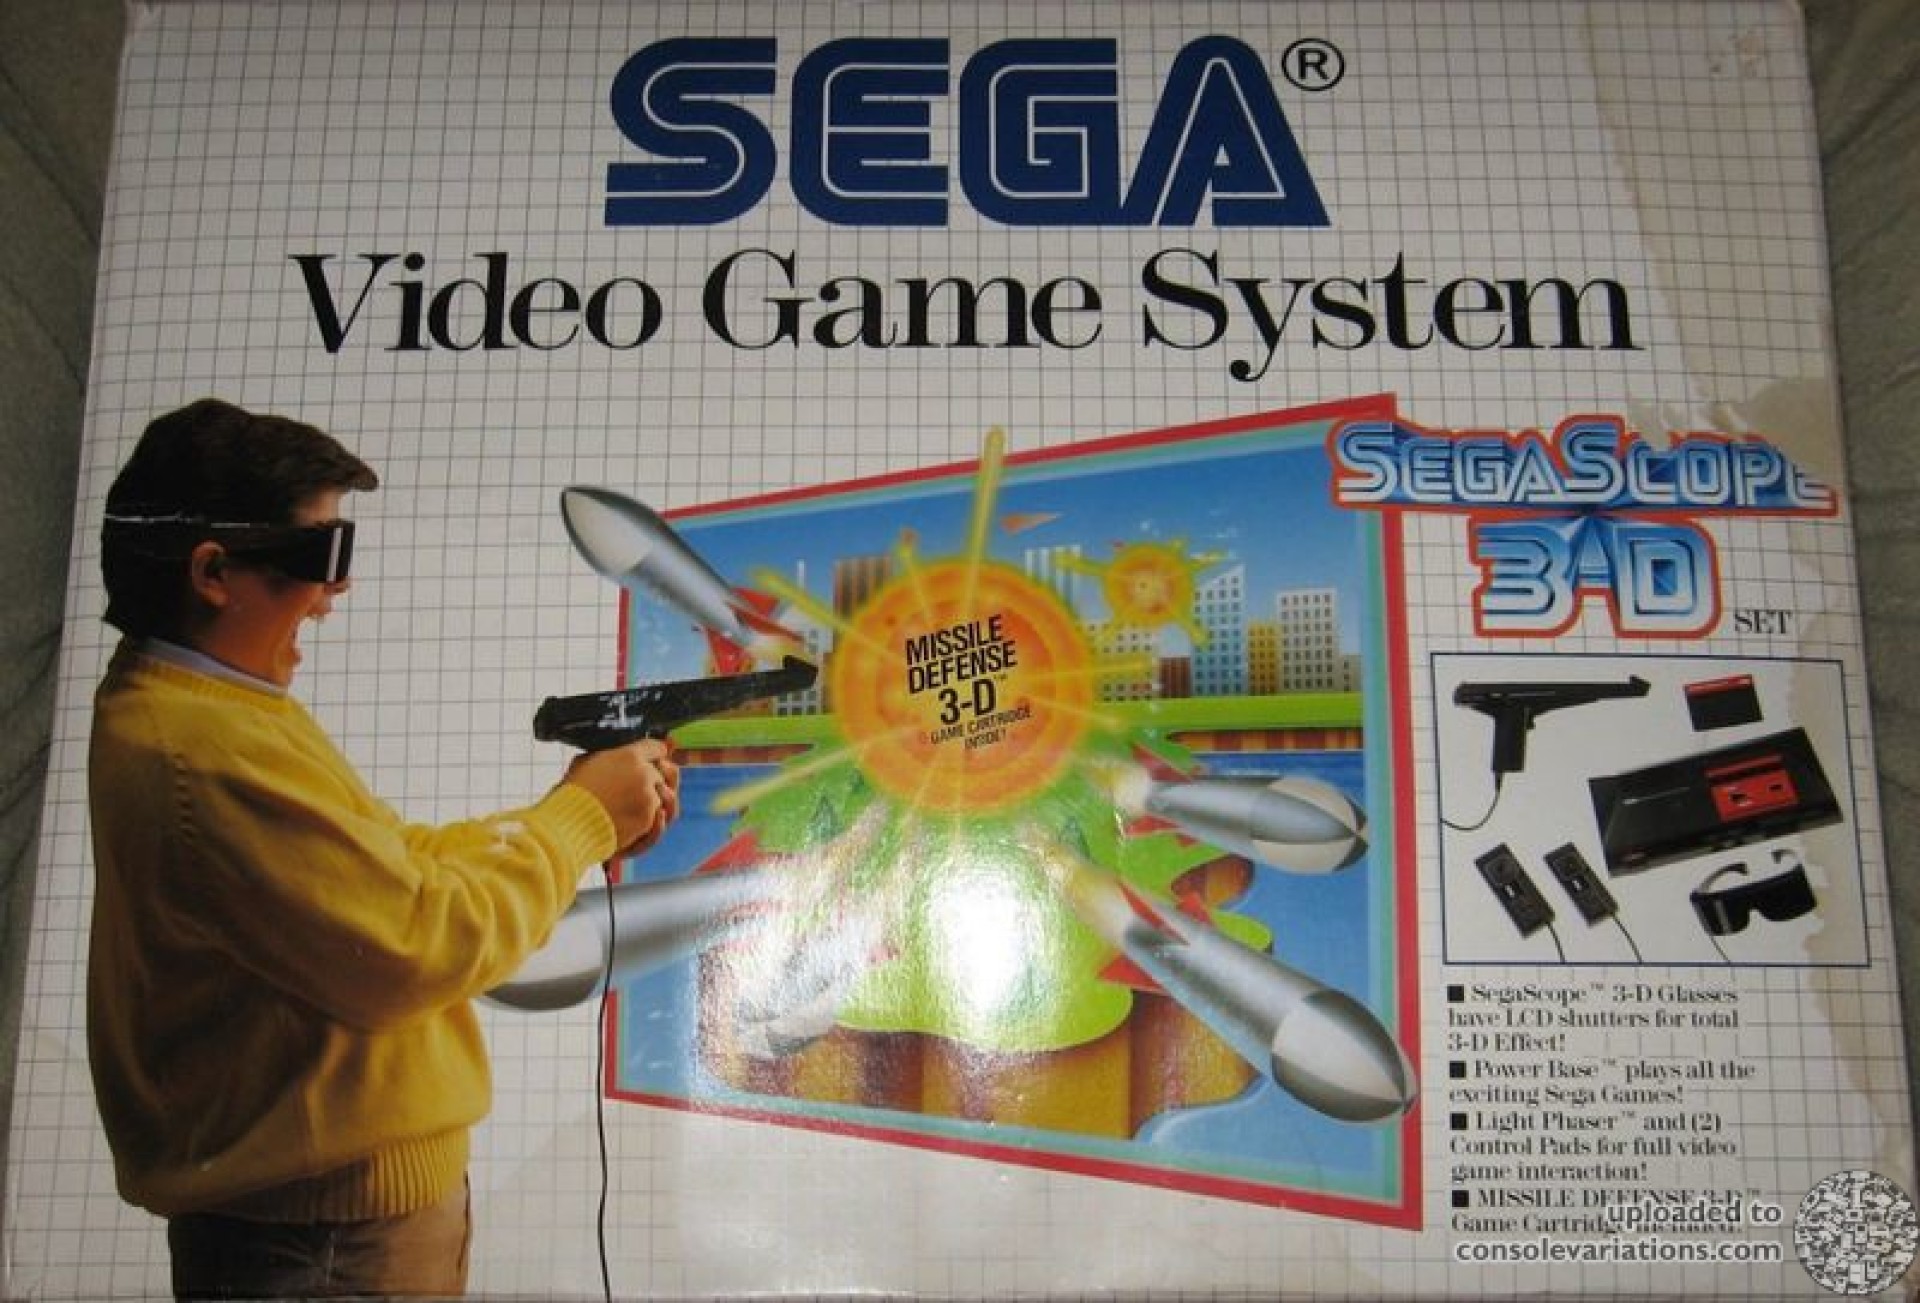 SEGA®
Video Game System
SEGASCOPE
3-D
SET
MISSILE
DEFENSE™
3-D
GAME CARTRIDGE
INSIDE!
■ SegaScope™ 3-D Glasses
have LCD shutters for total
3-D Effect!
■ Power Base™ plays all the
exciting Sega Games!
■ Light Phaser™ and (2)
Control Pads for full video
game interaction!
■ MISSILE DEFENSE 3-D™
Game Cartridge
uploaded to
consolevariations.com